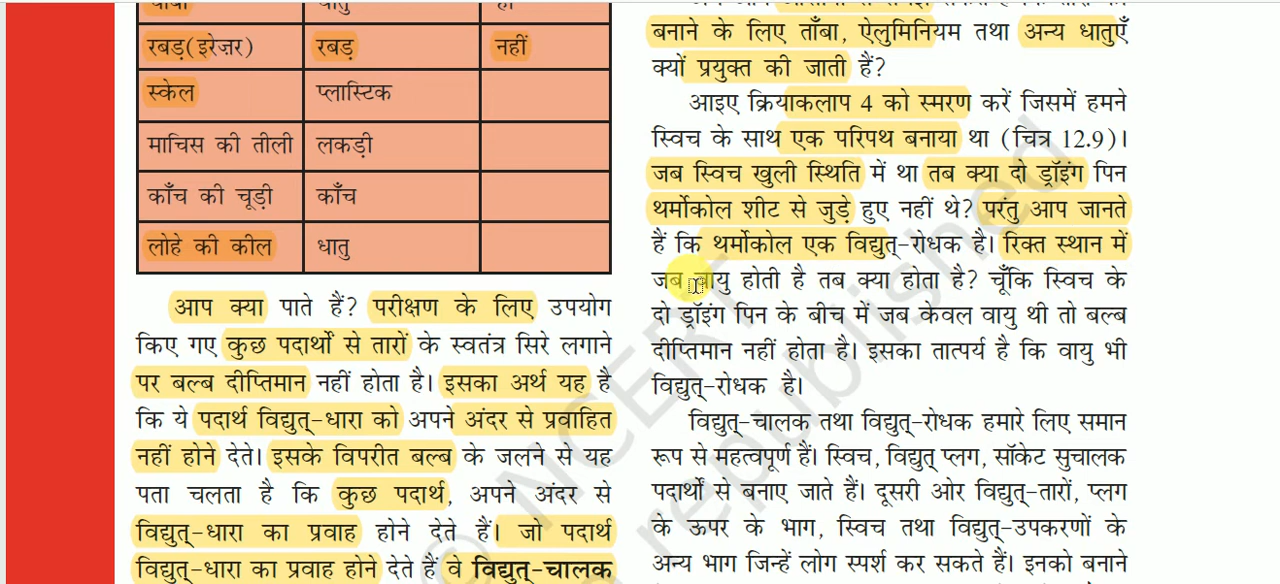 रबड़(इरेज़र) रबड़ नहीं
स्केल प्लास्टिक
माचिस की तीली लकड़ी
काँच की चूड़ी काँच
लोहे की कील धातु
आप क्या पाते हैं? परीक्षण के लिए उपयोग
किए गए कुछ पदार्थों से तारों के स्वतंत्र सिरे लगाने
पर बल्ब दीप्तिमान नहीं होता है। इसका अर्थ यह है
कि ये पदार्थ विद्युत्-धारा को अपने अंदर से प्रवाहित
नहीं होने देते। इसके विपरीत बल्ब के जलने से यह
पता चलता है कि कुछ पदार्थ, अपने अंदर से
विद्युत्-धारा का प्रवाह होने देते हैं। जो पदार्थ
विद्युत्-धारा का प्रवाह होने देते हैं वे विद्युत्-चालक
बनाने के लिए ताँबा, ऐलुमिनियम तथा अन्य धातुएँ
क्यों प्रयुक्त की जाती हैं?
आइए क्रियाकलाप 4 को स्मरण करें जिसमें हमने
स्विच के साथ एक परिपथ बनाया था (चित्र 12.9)।
जब स्विच खुली स्थिति में था तब क्या दो ड्रॉइंग पिन
थर्मोकोल शीट से जुड़े हुए नहीं थे? परंतु आप जानते
हैं कि थर्मोकोल एक विद्युत्-रोधक है। रिक्त स्थान में
जब वायु होती है तब क्या होता है? चूँकि स्विच के
दो ड्रॉइंग पिन के बीच में जब केवल वायु थी तो बल्ब
दीप्तिमान नहीं होता है। इसका तात्पर्य है कि वायु भी
विद्युत्-रोधक है।
विद्युत्-चालक तथा विद्युत्-रोधक हमारे लिए समान
रूप से महत्वपूर्ण हैं। स्विच, विद्युत् प्लग, सॉकेट सुचालक
पदार्थों से बनाए जाते हैं। दूसरी ओर विद्युत्-तारों, प्लग
के ऊपर के भाग, स्विच तथा विद्युत्-उपकरणों के
अन्य भाग जिन्हें लोग स्पर्श कर सकते हैं। इनको बनाने
© NCERT
republished